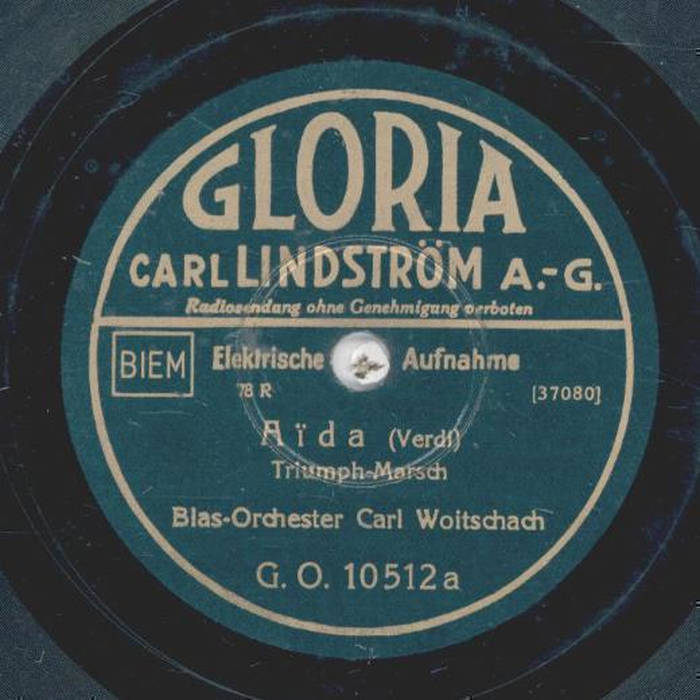 GLORIA
CARL LINDSTRÖM A.-G.
Radiosendung ohne Genehmigung verboten
BIEM Elektrische Aufnahme
78 R [37080]
Aïda (Verdi)
Triumph-Marsch
Blas-Orchester Carl Woitschach
G. O. 10512a